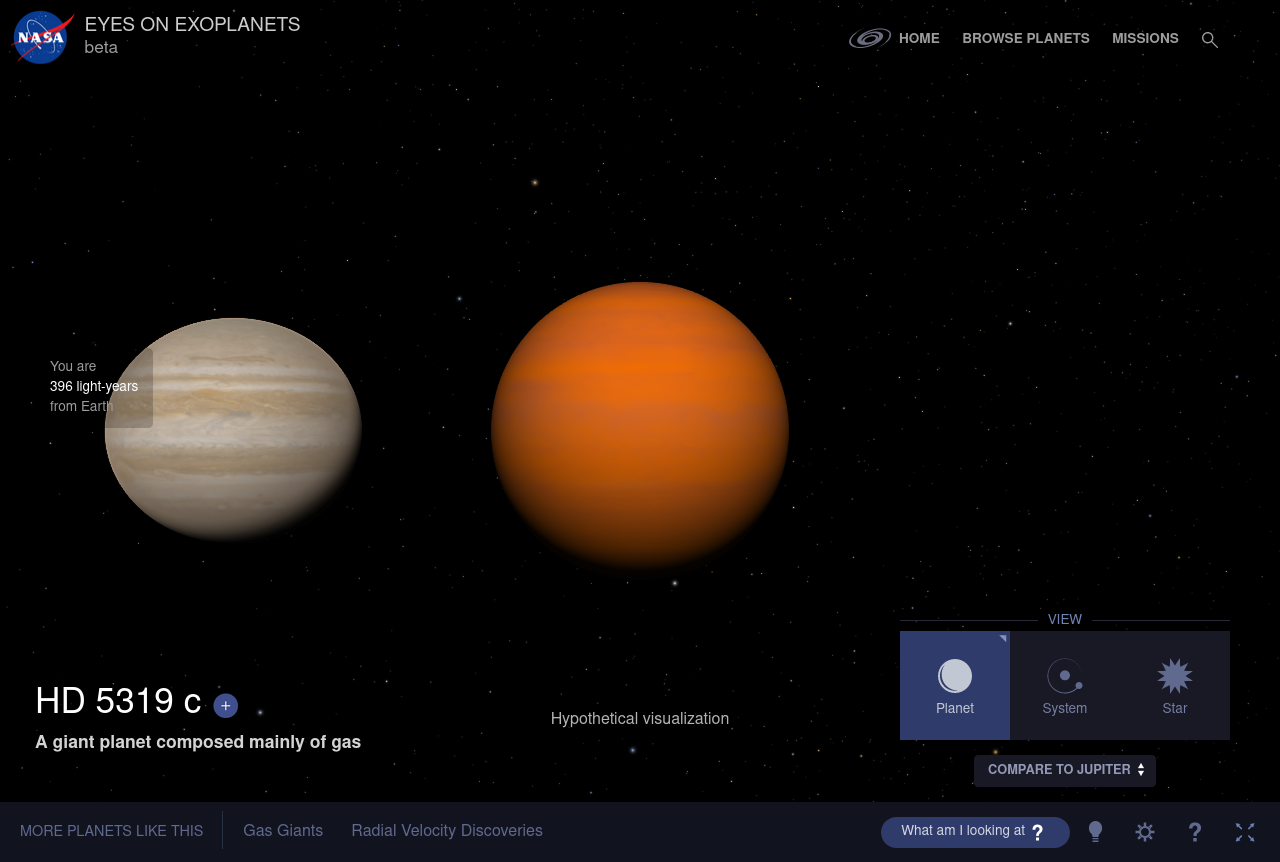 NASA
EYES ON EXOPLANETS
beta
HOME
BROWSE PLANETS
MISSIONS
You are
396 light-years
from Earth
HD 5319 c +
A giant planet composed mainly of gas
Hypothetical visualization
VIEW
Planet
System
Star
COMPARE TO JUPITER
MORE PLANETS LIKE THIS
Gas Giants
Radial Velocity Discoveries
What am I looking at ?
?